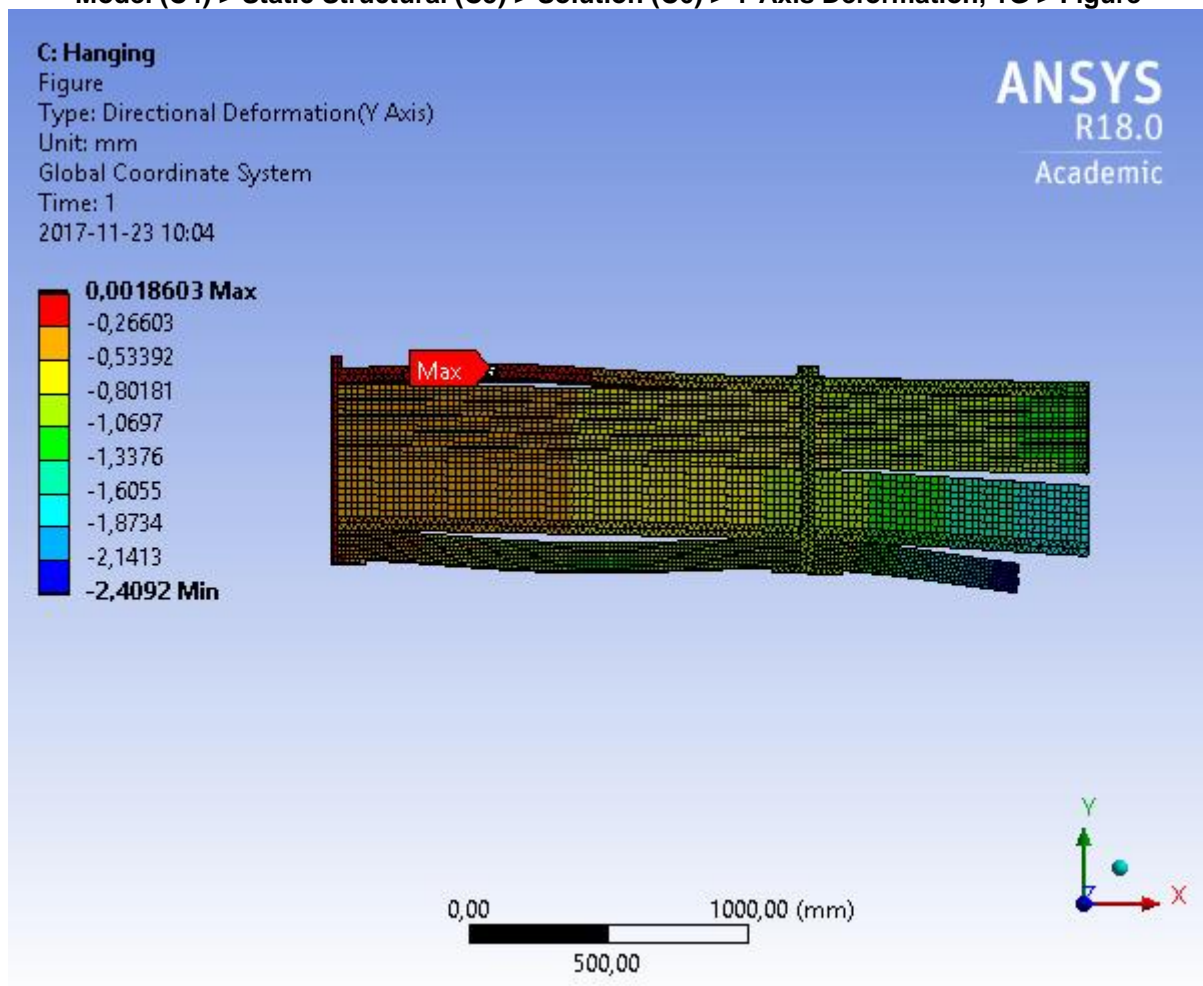 C: Hanging
Figure
Type: Directional Deformation(Y Axis)
Unit: mm
Global Coordinate System
Time: 1
2017-11-23 10:04
ANSYS
R18.0
Academic
0,0018603 Max
-0,26603
-0,53392
-0,80181
-1,0697
-1,3376
-1,6055
-1,8734
-2,1413
-2,4092 Min
Max
Y
Z
X
0,00
1000,00 (mm)
500,00